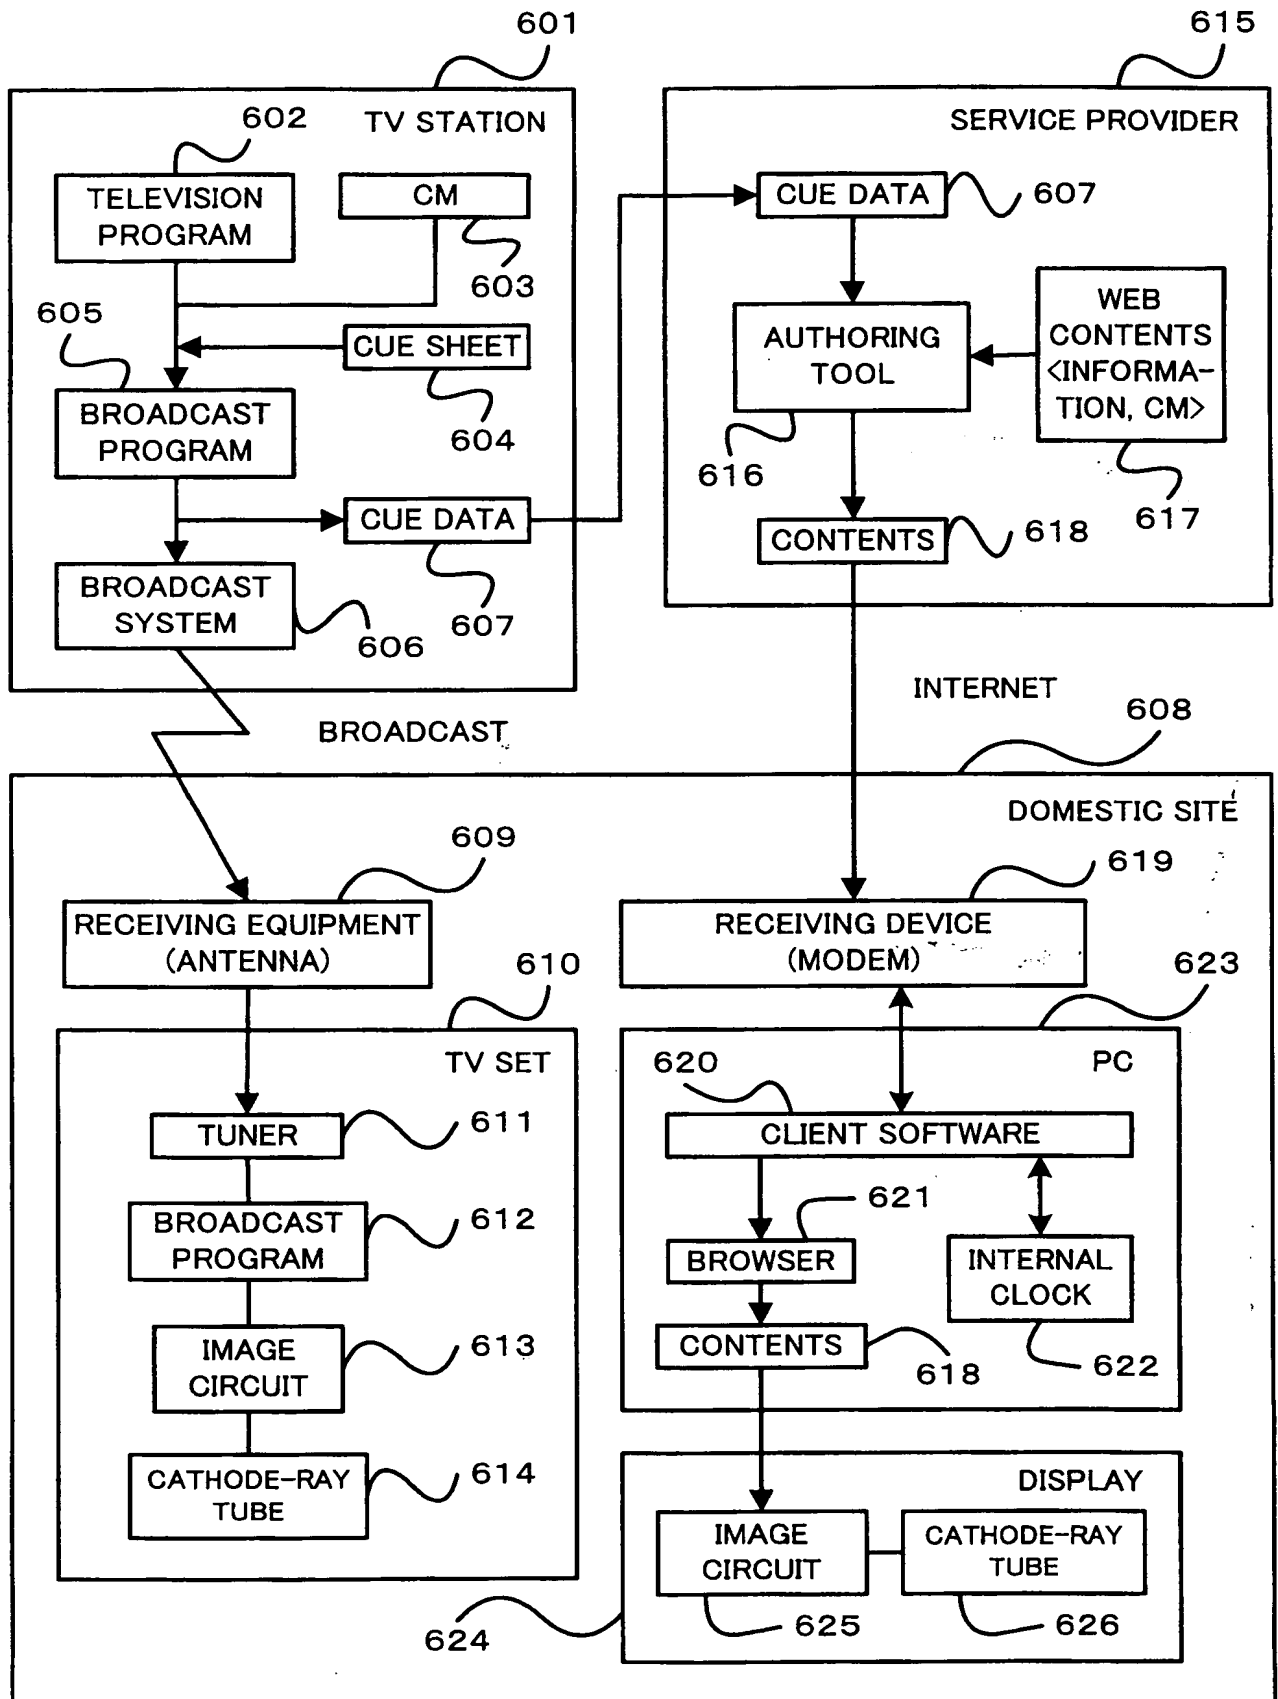 601
615
TV STATION
SERVICE PROVIDER
602
TELEVISION
PROGRAM
CM
603
CUE DATA
607
605
CUE SHEET
604
AUTHORING
TOOL
616
WEB
CONTENTS
<INFORMA-
TION, CM>
617
BROADCAST
PROGRAM
CUE DATA
607
CONTENTS
618
BROADCAST
SYSTEM
606
BROADCAST
INTERNET
608
DOMESTIC SITE
609
RECEIVING EQUIPMENT
(ANTENNA)
619
RECEIVING DEVICE
(MODEM)
610
TV SET
623
PC
TUNER
611
620
CLIENT SOFTWARE
BROADCAST
PROGRAM
612
621
BROWSER
INTERNAL
CLOCK
622
IMAGE
CIRCUIT
613
CONTENTS
618
CATHODE-RAY
TUBE
614
DISPLAY
IMAGE
CIRCUIT
625
CATHODE-RAY
TUBE
626
624